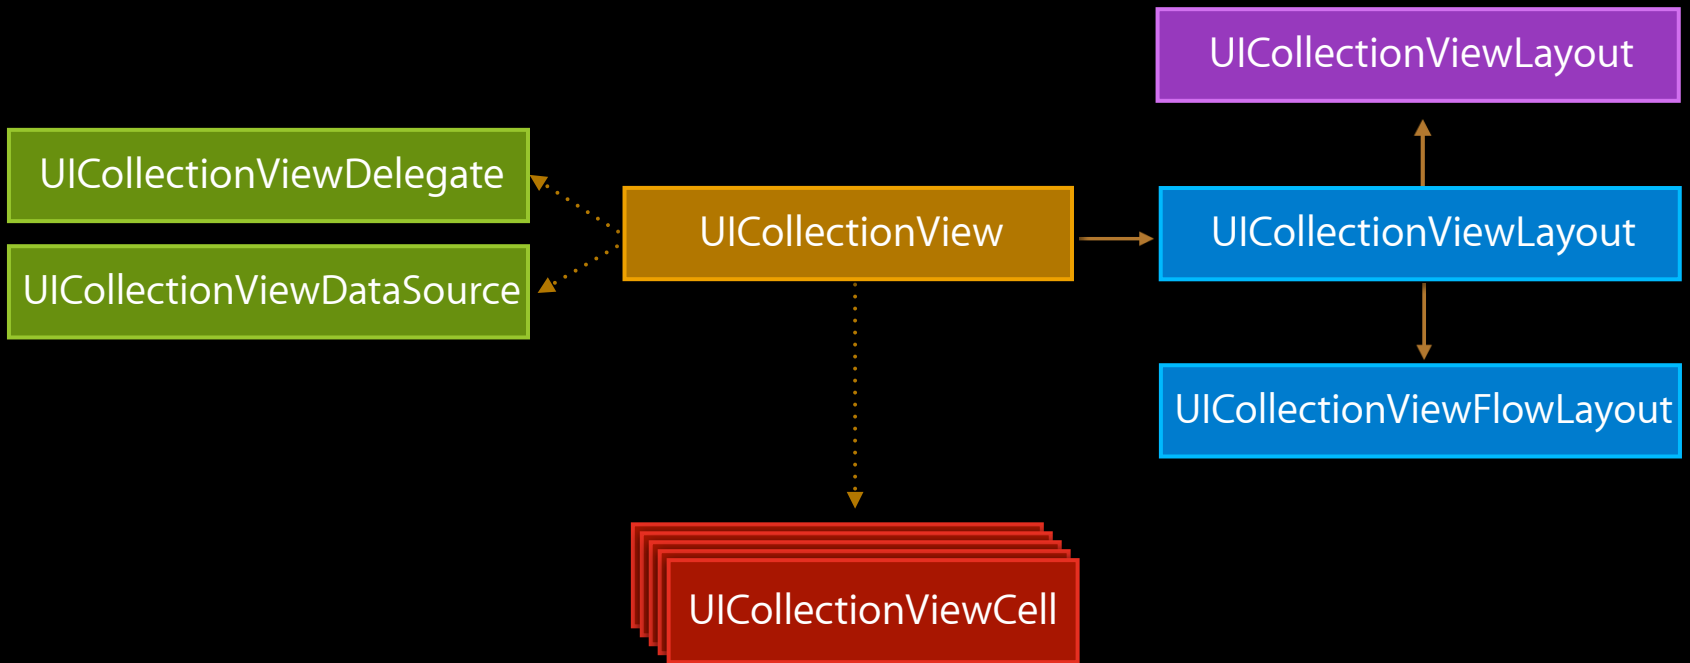 UICollectionViewLayout
UICollectionViewDelegate
UICollectionView
UICollectionViewLayout
UICollectionViewDataSource
UICollectionViewFlowLayout
UICollectionViewCell